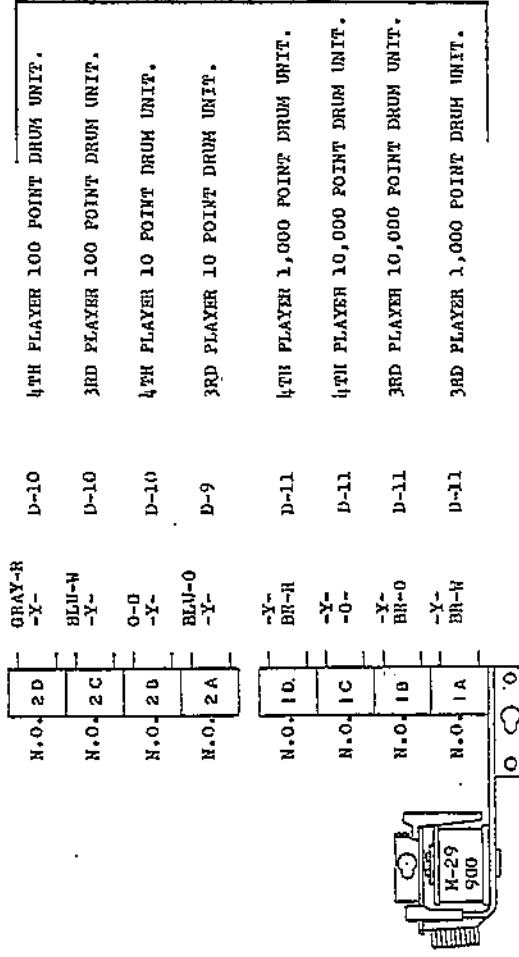 GRAY-R
N.O. 2D -Y- D-10 4TH PLAYER 100 POINT DRUM UNIT.
BLU-W
N.O. 2C -Y- D-10 3RD PLAYER 100 POINT DRUM UNIT.
O-O
N.O. 2B -Y- D-10 4TH PLAYER 10 POINT DRUM UNIT.
BLU-O
N.O. 2A -Y- D-9 3RD PLAYER 10 POINT DRUM UNIT.
N.O. 1D -Y- D-11 4TH PLAYER 1,000 POINT DRUM UNIT.
BR-R
N.O. 1C -Y- D-11 4TH PLAYER 10,000 POINT DRUM UNIT.
-O-
N.O. 1B -Y- D-11 3RD PLAYER 10,000 POINT DRUM UNIT.
BR-O
N.O. 1A -Y- D-11 3RD PLAYER 1,000 POINT DRUM UNIT.
BR-W
M-29
900